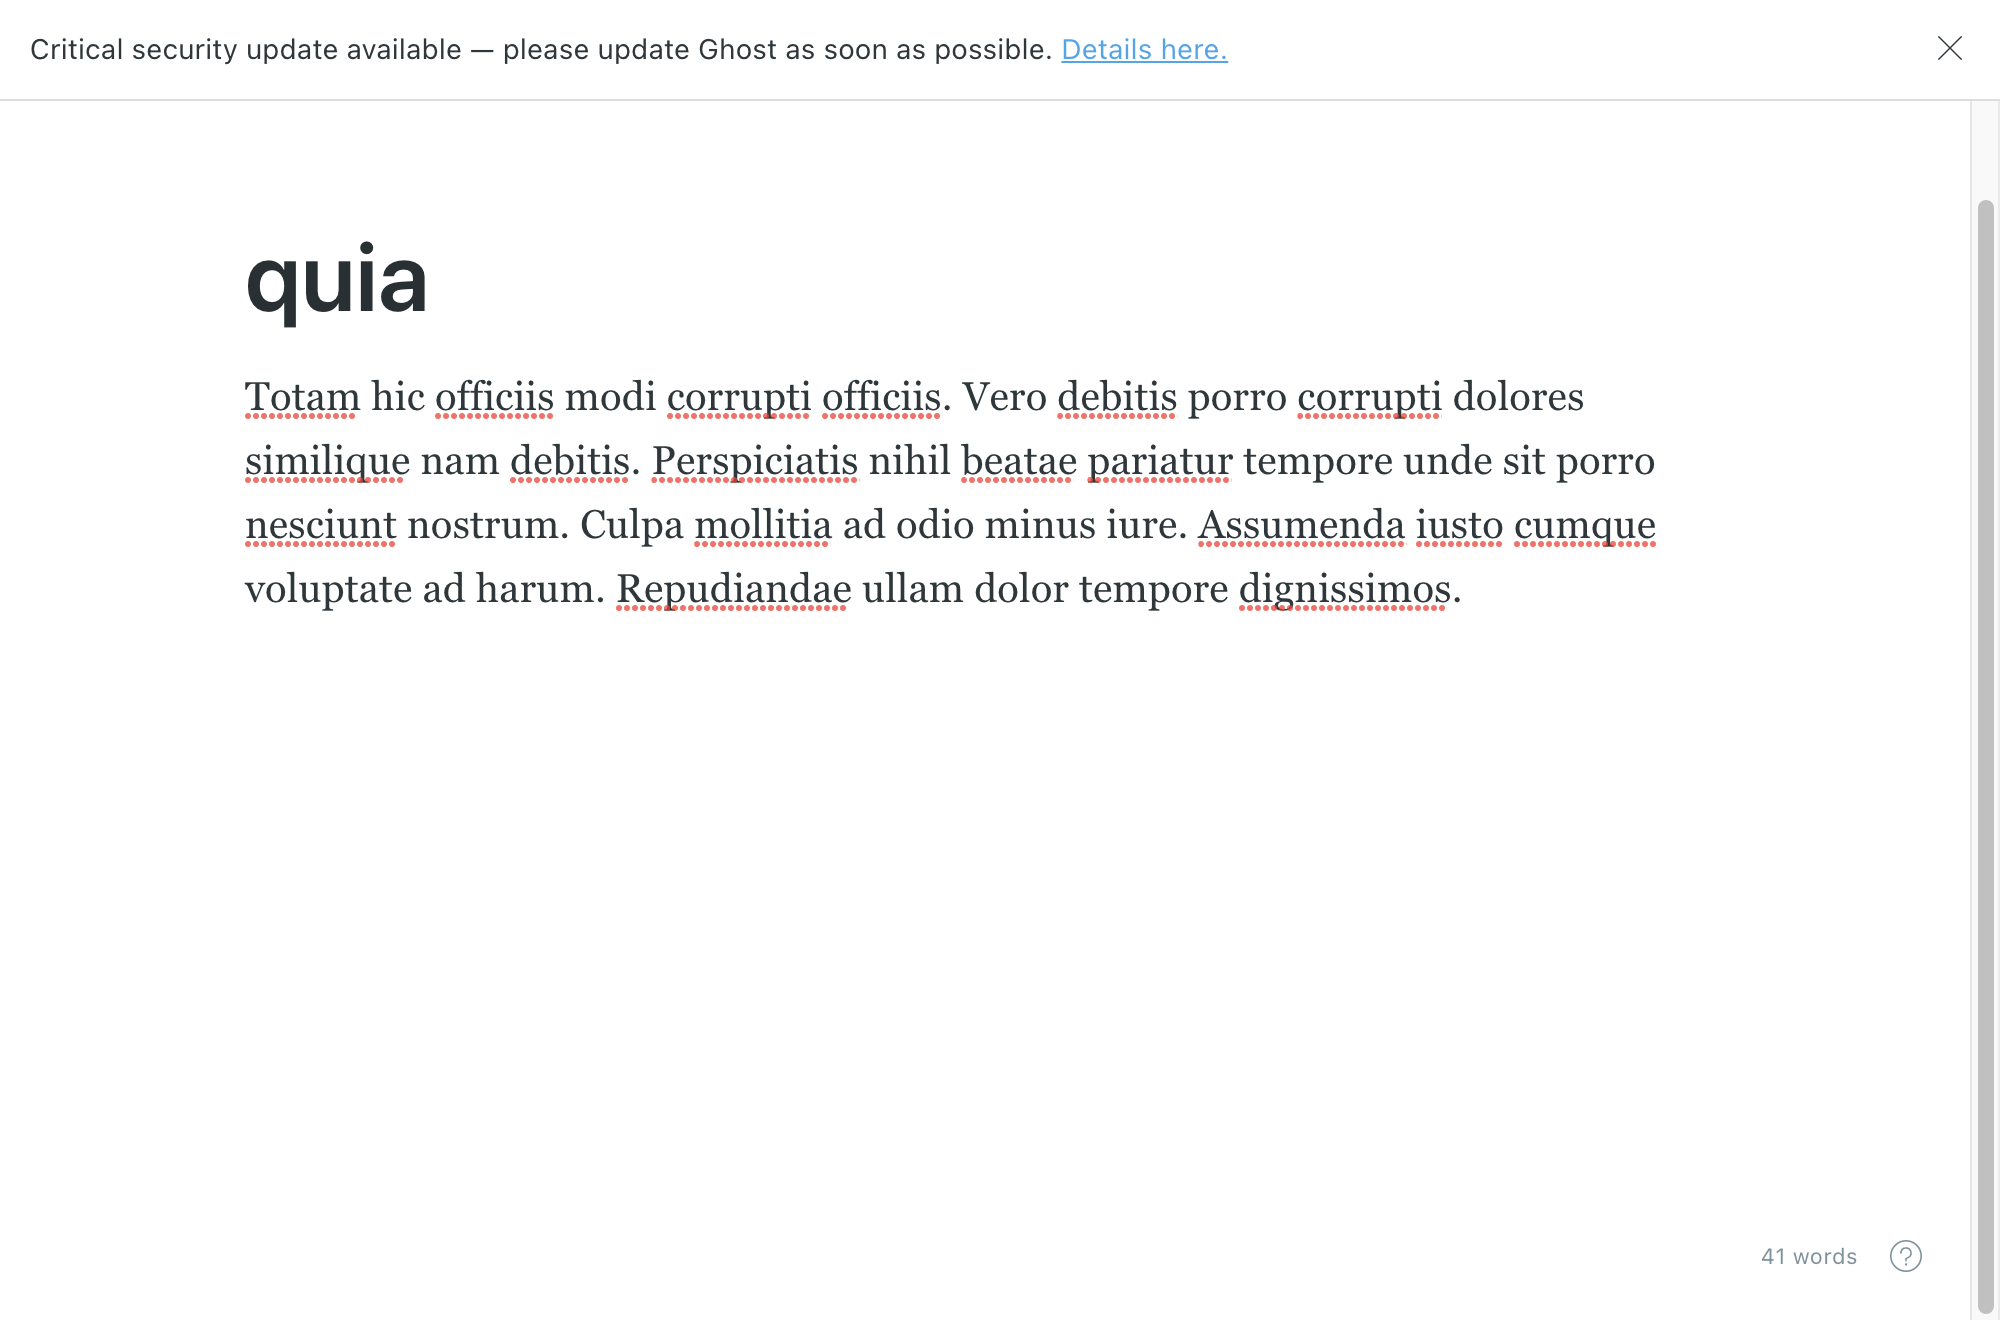 Critical security update available — please update Ghost as soon as possible. Details here.
quia
Totam hic officiis modi corrupti officiis. Vero debitis porro corrupti dolores
similique nam debitis. Perspiciatis nihil beatae pariatur tempore unde sit porro
nesciunt nostrum. Culpa mollitia ad odio minus iure. Assumenda iusto cumque
voluptate ad harum. Repudiandae ullam dolor tempore dignissimos.
41 words
?